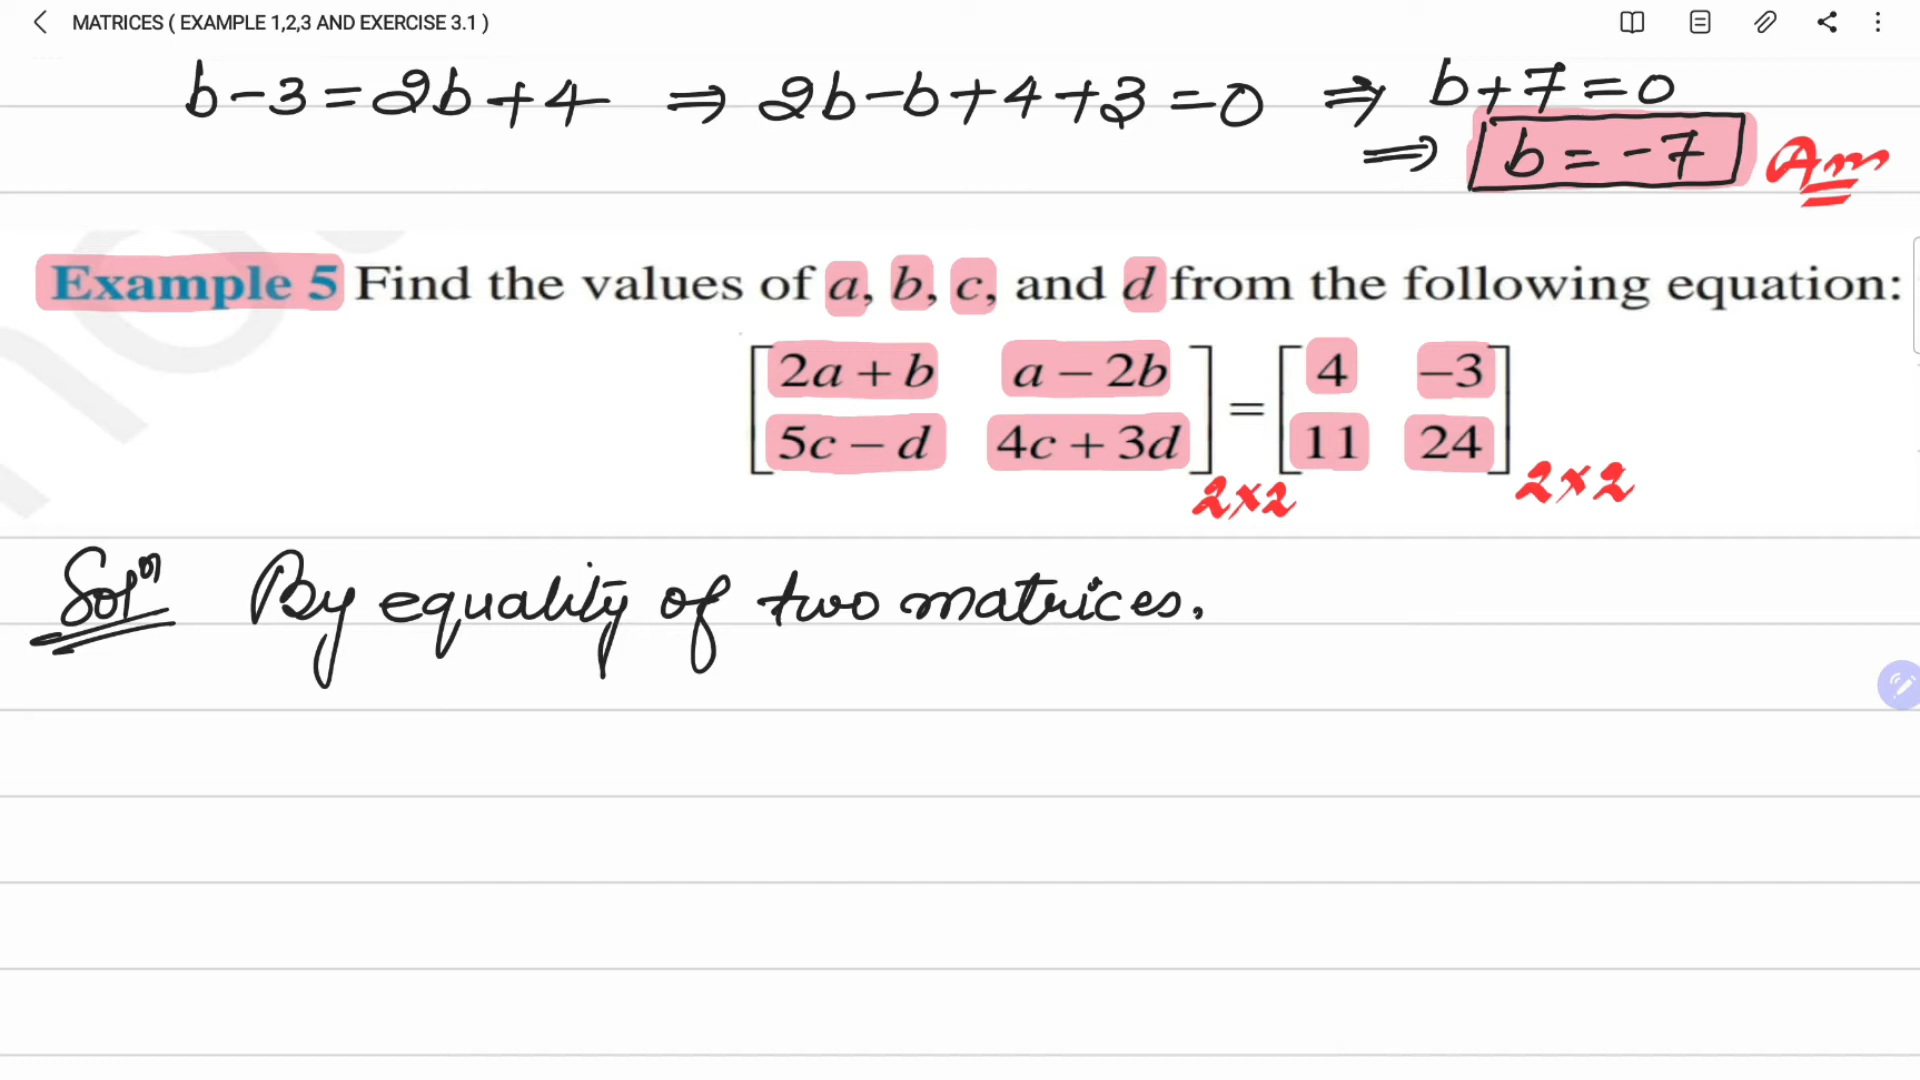 MATRICES ( EXAMPLE 1,2,3 AND EXERCISE 3.1 )
b-3=2b+4 ⇒ 2b-b+4+3=0 ⇒ b+7=0
⇒ b=-7 Ans
Example 5 Find the values of a, b, c, and d from the following equation:
[2a + b a − 2b] = [4 −3]
[5c − d 4c + 3d] [11 24]
2×2 2×2
Solⁿ By equality of two matrices,